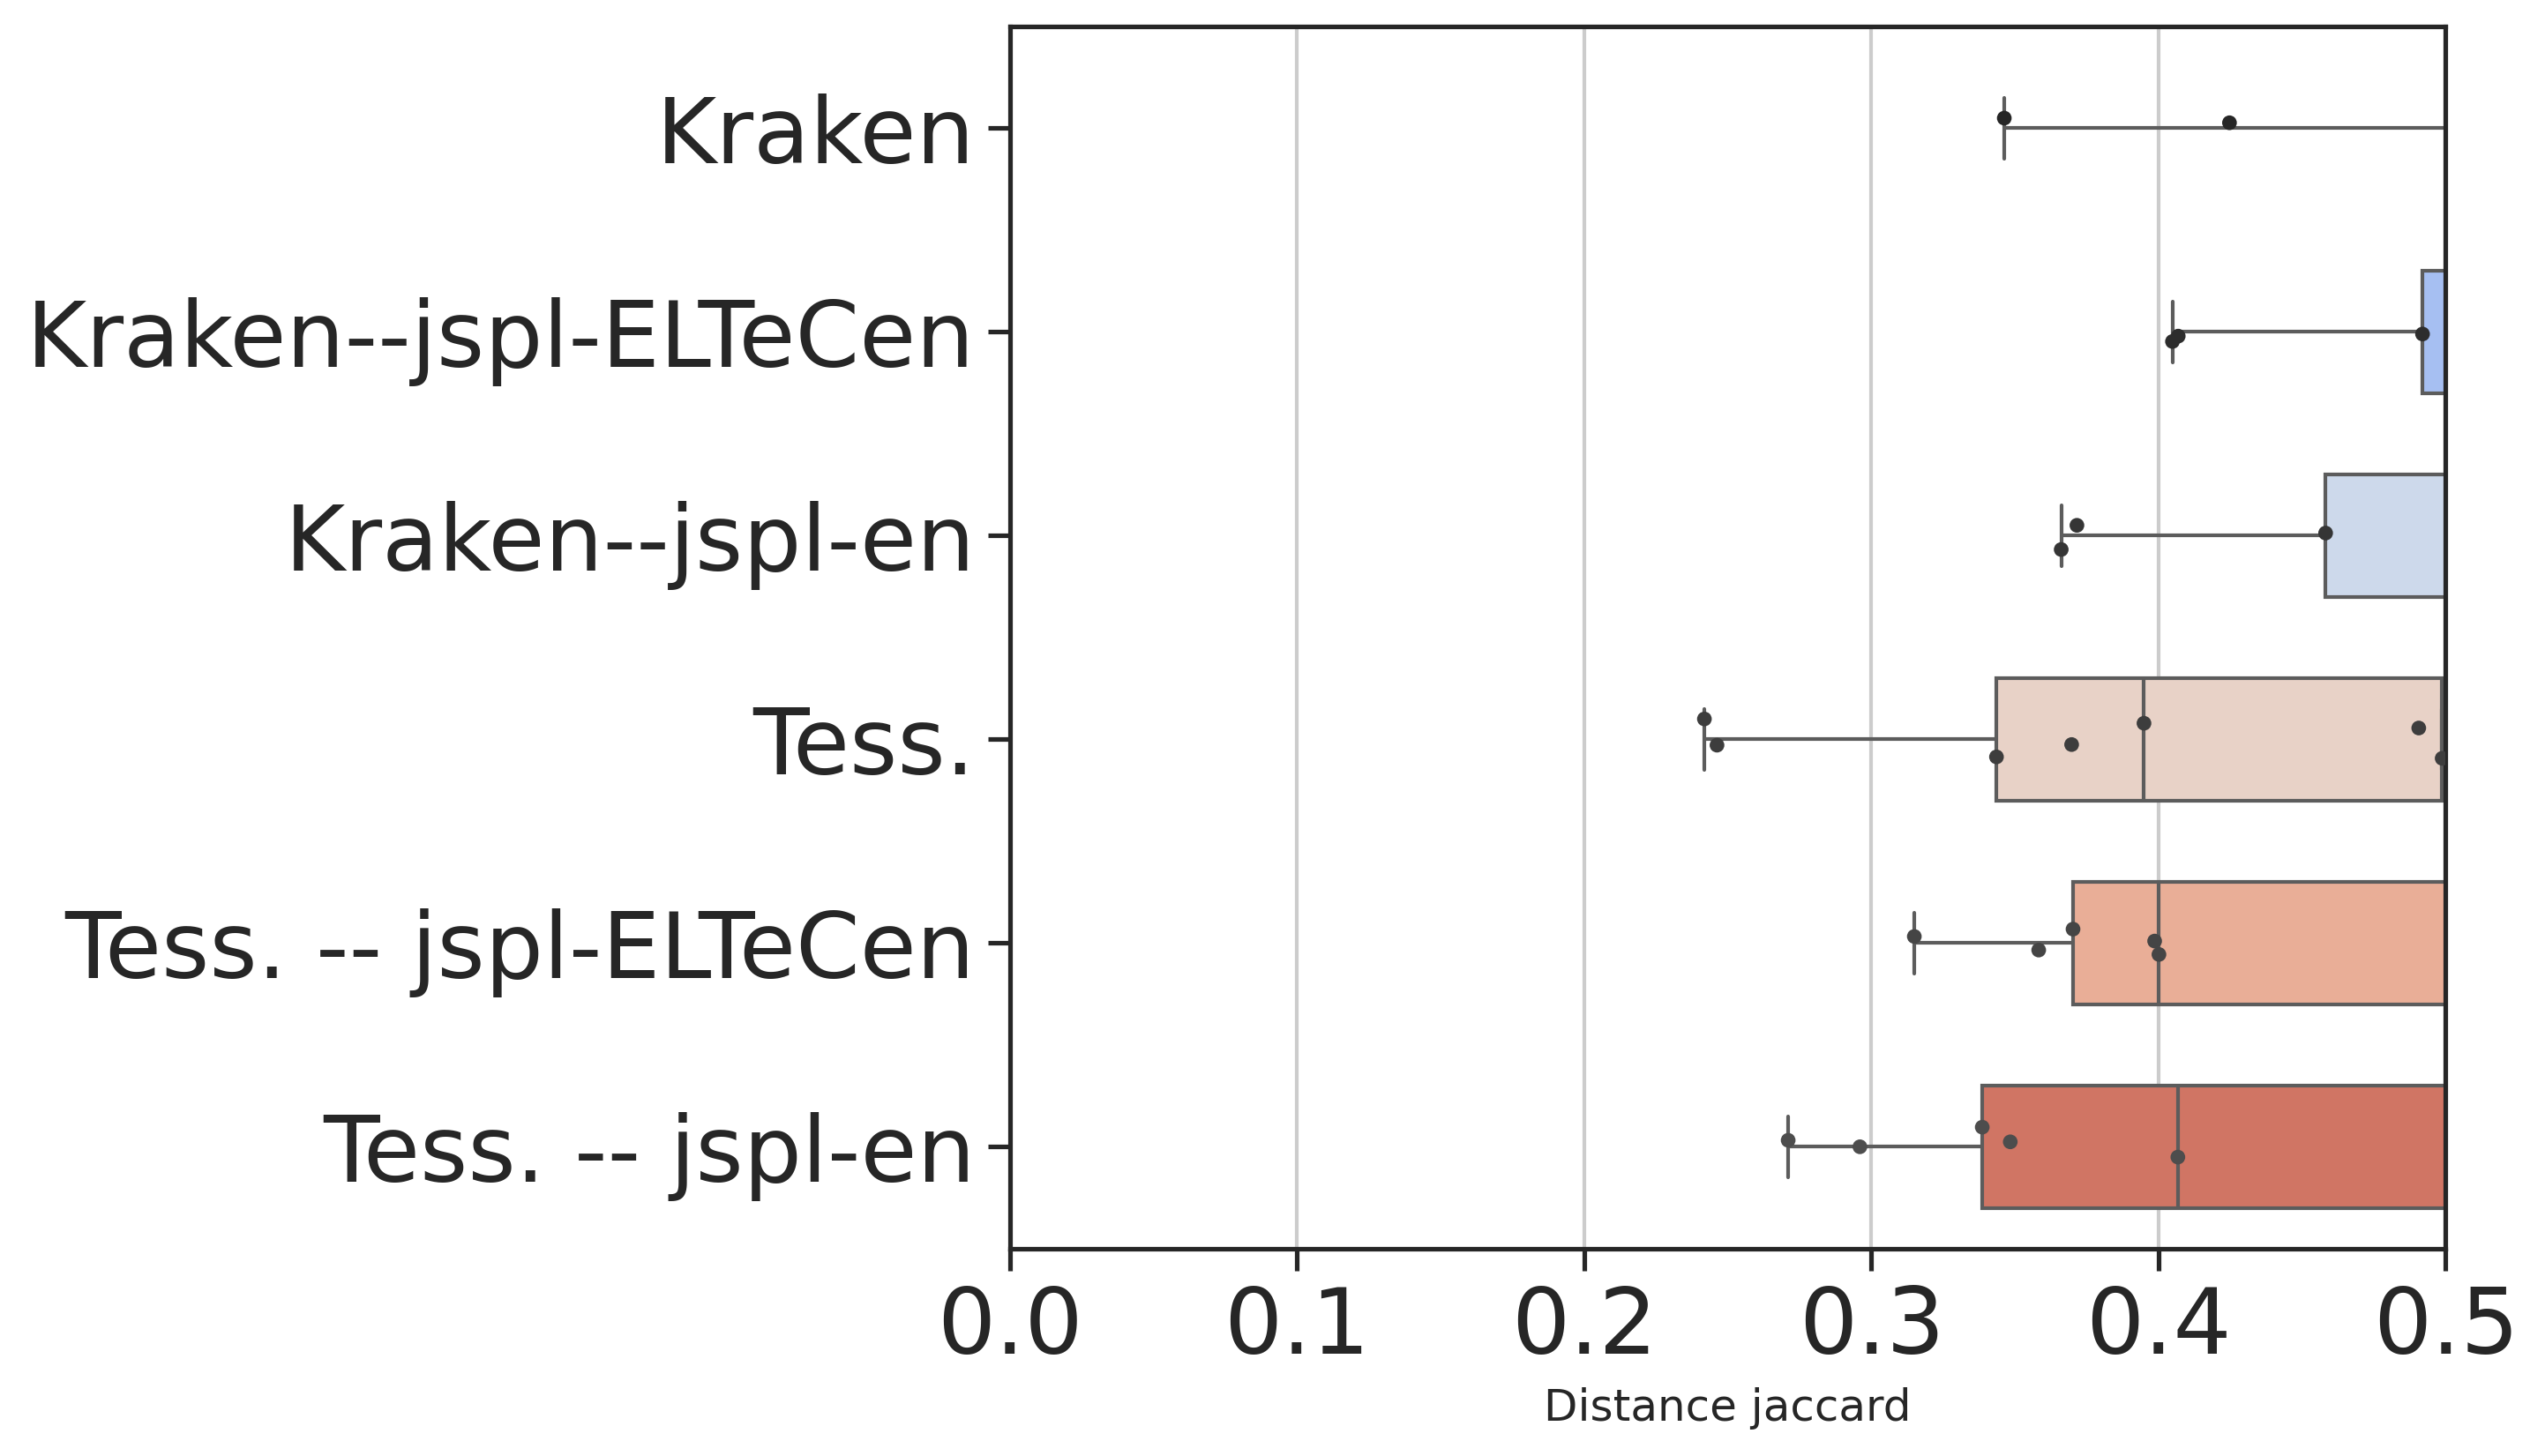 Kraken
Kraken--jspl-ELTeCen
Kraken--jspl-en
Tess.
Tess. -- jspl-ELTeCen
Tess. -- jspl-en
0.0 0.1 0.2 0.3 0.4 0.5
Distance jaccard